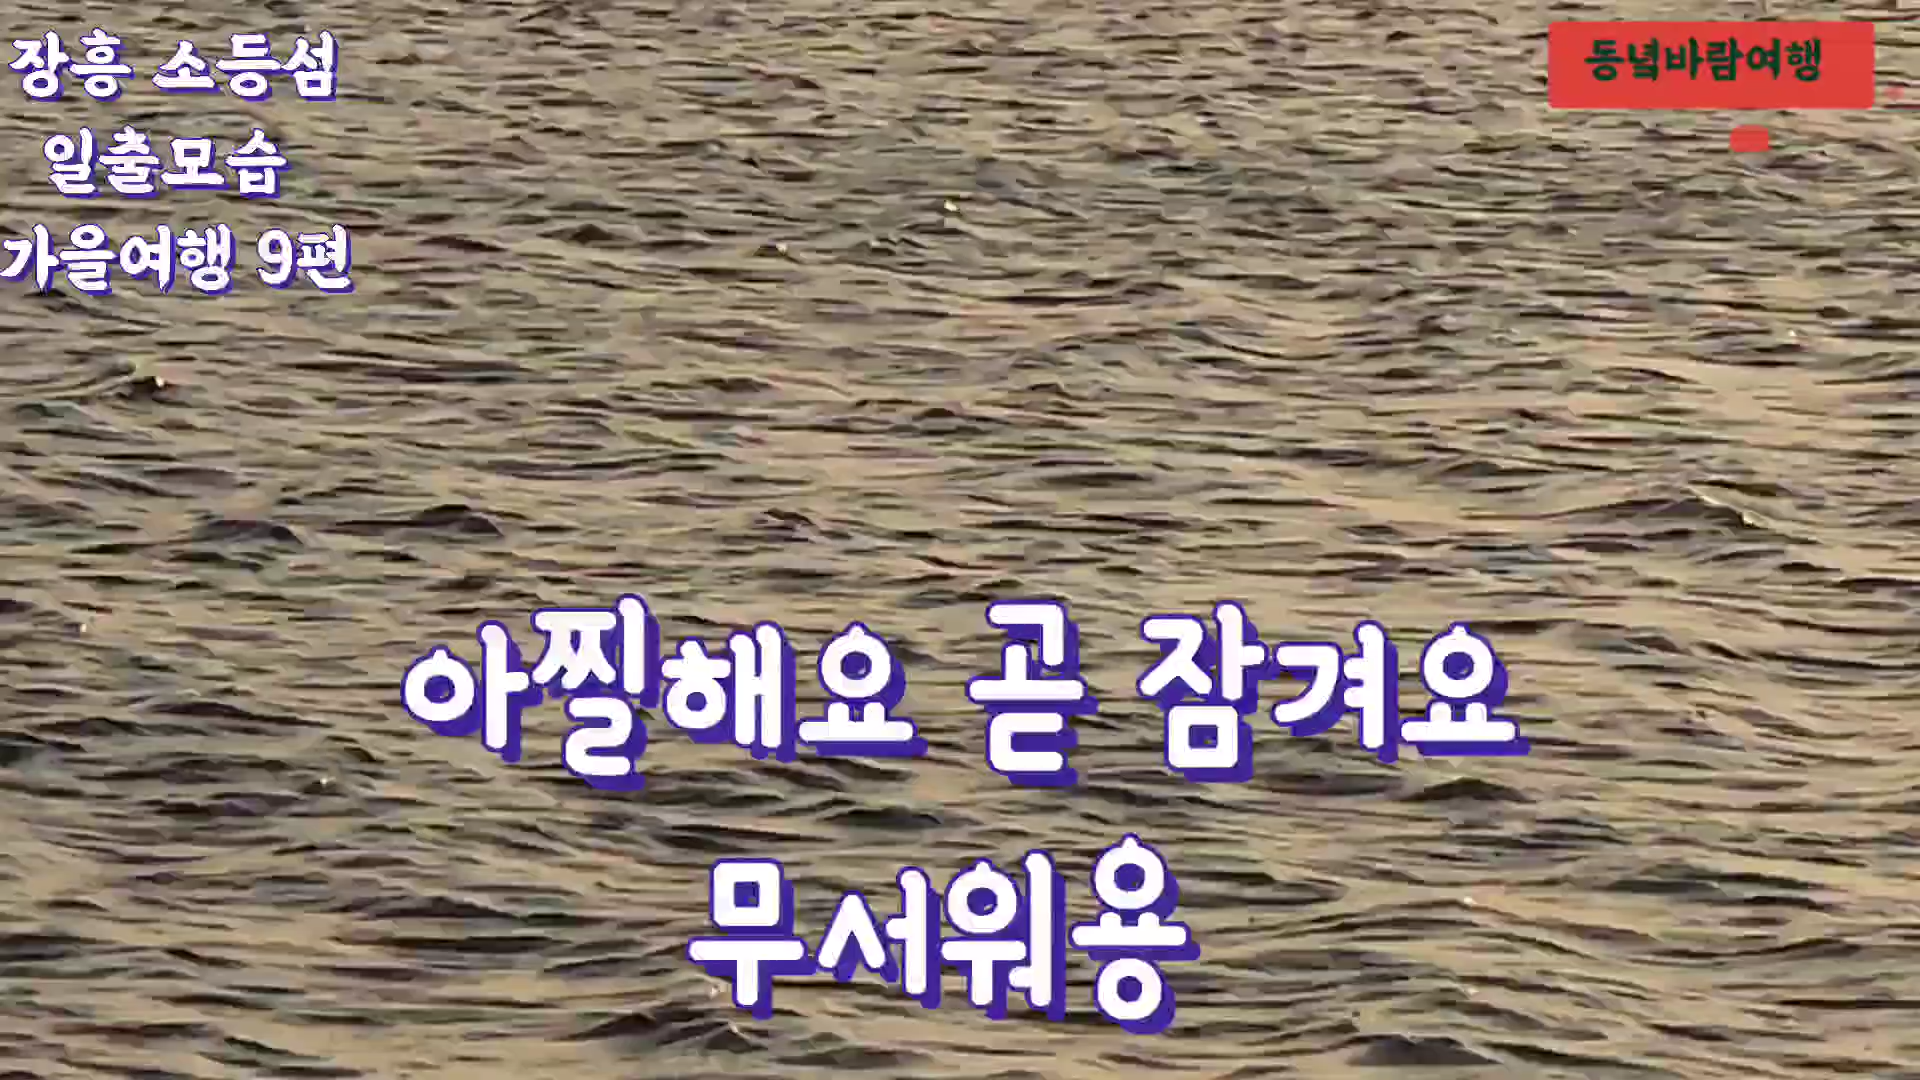 장흥 소등섬
일출모습
가을여행 9편
동녘바람여행
아찔해요 곧 잠겨요
무서워용